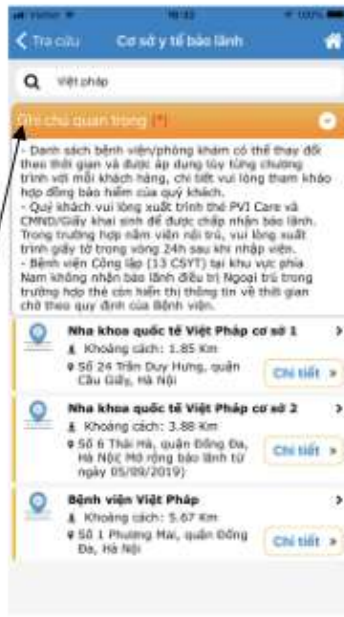 Tra cứu Cơ sở y tế bảo lãnh
việt pháp
Ghi chú quan trọng (*)
- Danh sách bệnh viện/phòng khám có thể thay đổi
theo thời gian và được áp dụng tùy từng chương
trình với mỗi khách hàng, chi tiết vui lòng tham khảo
hợp đồng bảo hiểm của quý khách.
- Quý khách vui lòng xuất trình thẻ PVI Care và
CMND/Giấy khai sinh để được chấp nhận bảo lãnh.
Trong trường hợp nằm viện nội trú, vui lòng xuất
trình giấy tờ trong vòng 24h sau khi nhập viện.
- Bệnh viện Công lập (13 CSYT) tại khu vực phía
Nam không nhận bảo lãnh điều trị Ngoại trú trong
trường hợp thẻ còn hiển thị thông tin về thời gian
chờ theo quy định của Bệnh viện.
Nha khoa quốc tế Việt Pháp cơ sở 1
Khoảng cách: 1.85 Km
Số 24 Trần Duy Hưng, quận
Cầu Giấy, Hà Nội
Chi tiết
Nha khoa quốc tế Việt Pháp cơ sở 2
Khoảng cách: 3.88 Km
Số 6 Thái Hà, quận Đống Đa,
Hà Nội( Mở rộng bảo lãnh từ
ngày 05/09/2019)
Chi tiết
Bệnh viện Việt Pháp
Khoảng cách: 5.67 Km
Số 1 Phương Mai, quận Đống
Đa, Hà Nội
Chi tiết